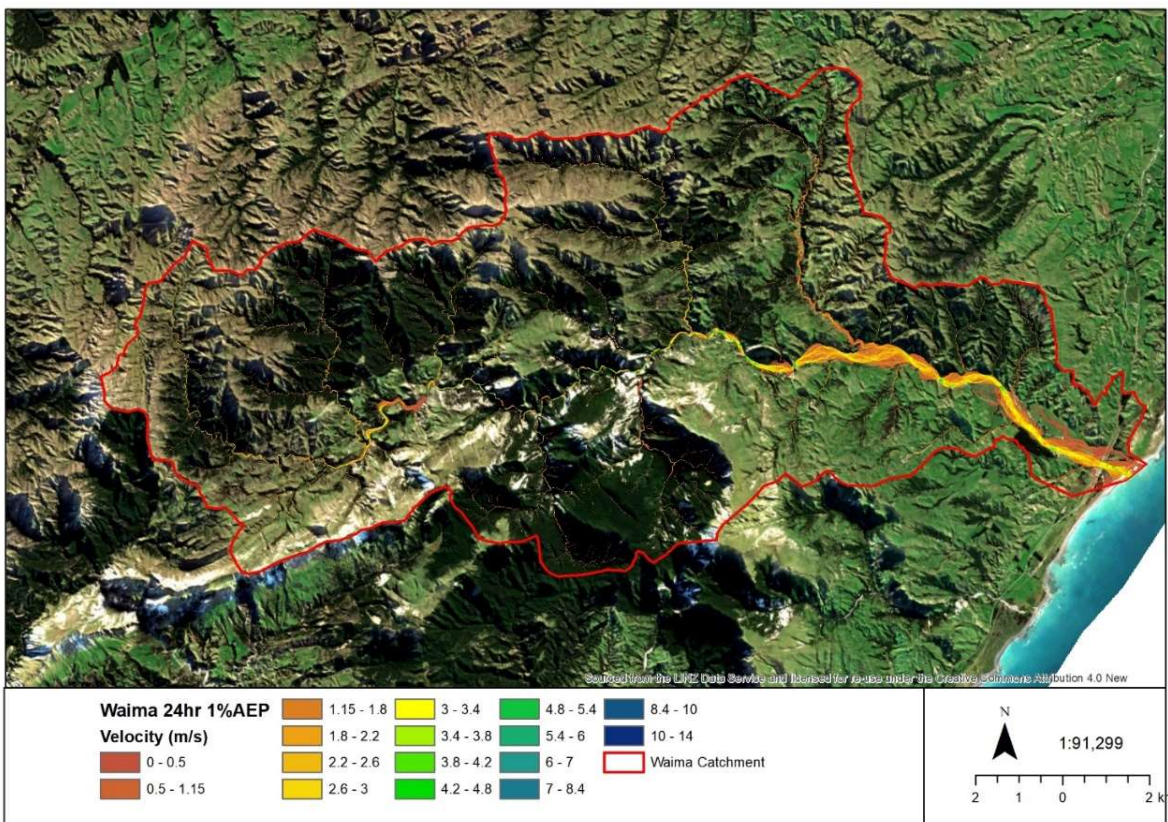 Sourced from the LINZ Data Service and licensed for re-use under the Creative Commons Attribution 4.0 New
Waima 24hr 1%AEP
Velocity (m/s)
0 - 0.5
0.5 - 1.15
1.15 - 1.8
1.8 - 2.2
2.2 - 2.6
2.6 - 3
3 - 3.4
3.4 - 3.8
3.8 - 4.2
4.2 - 4.8
4.8 - 5.4
5.4 - 6
6 - 7
7 - 8.4
8.4 - 10
10 - 14
Waima Catchment
N
1:91,299
2 1 0 2 k